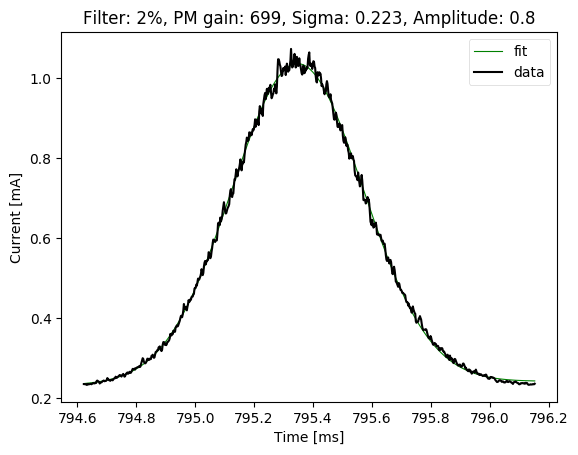 Filter: 2%, PM gain: 699, Sigma: 0.223, Amplitude: 0.8
fit
data
1.0
0.8
0.6
0.4
0.2
Current [mA]
794.6 794.8 795.0 795.2 795.4 795.6 795.8 796.0 796.2
Time [ms]